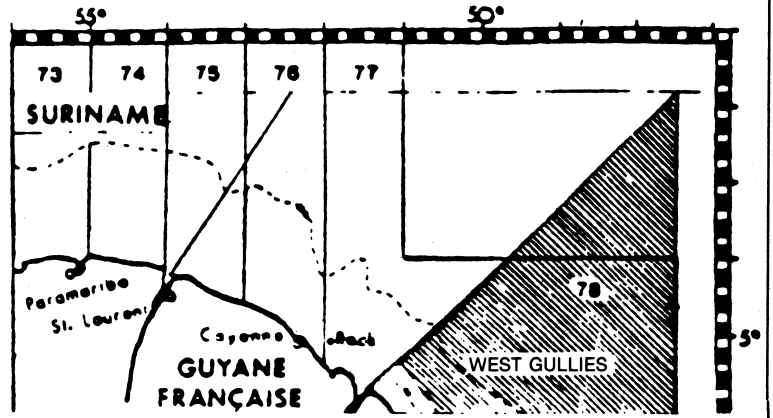 55° 50°
73 74 75 76 77
SURINAME
78
Paramaribo
St. Laurent
Cayenne
5°
GUYANE
FRANÇAISE
WEST GULLIES